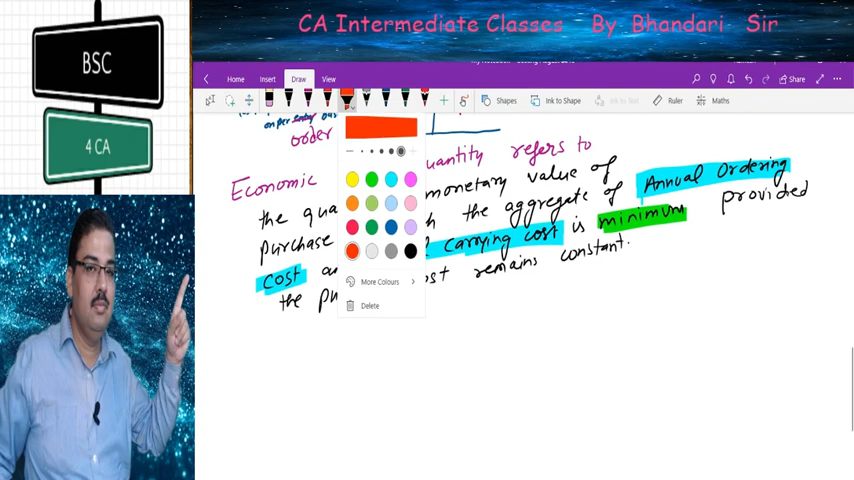 CA Intermediate Classes By Bhandari Sir
BSC
4 CA
Home Insert Draw View
Share
Shapes Ink to Shape Ink to Text Ruler Maths
order
Economic uantity refers to
the qua monetary value of
purchase h the aggregate of Annual Ordering
cost a carrying cost is minimum provided
the pu ost remains constant.
More Colours
Delete